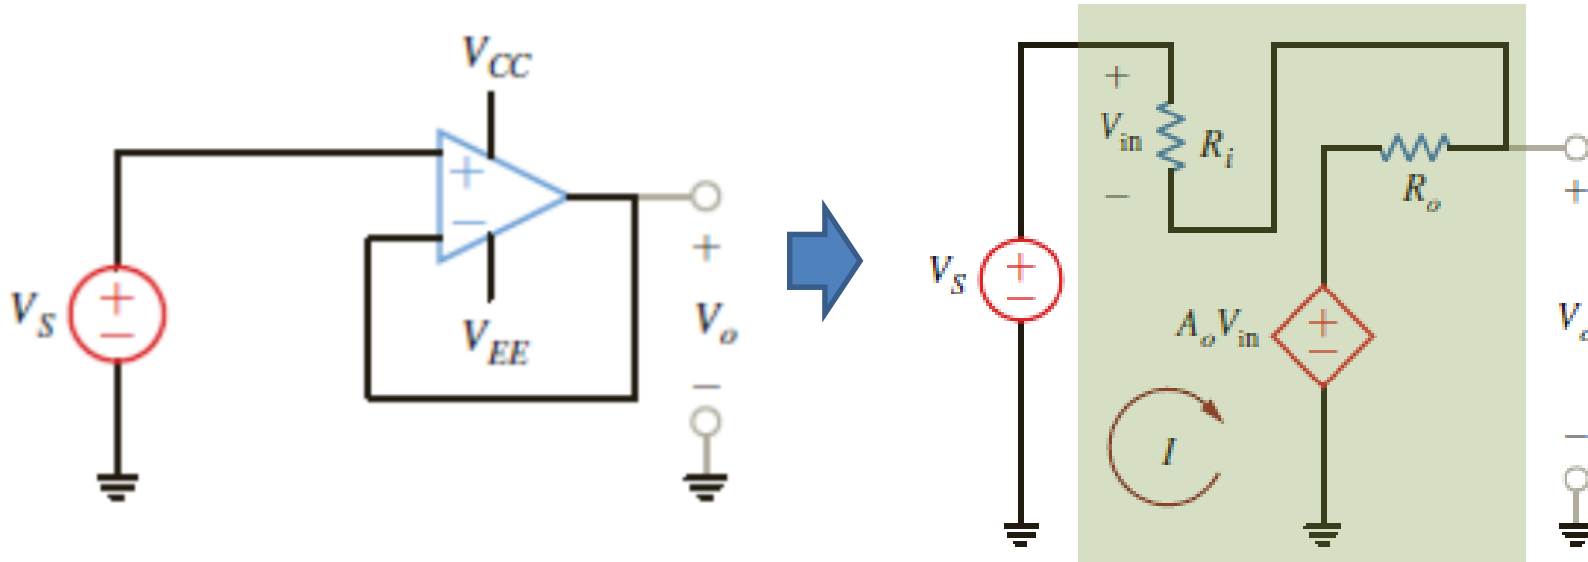 V_CC
+
−
V_S
+
−
V_EE
+
V_o
−
+
V_in
−
R_i
R_o
V_S
+
−
A_oV_in
+
−
I
+
−